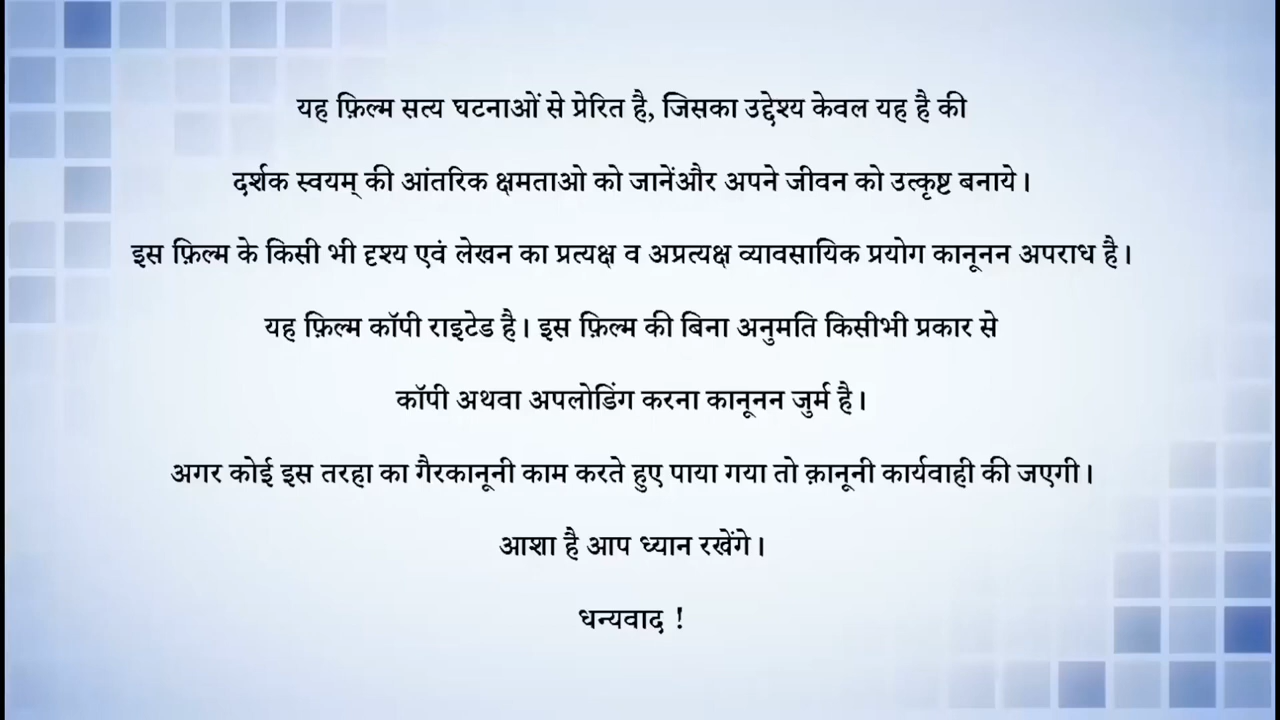 यह फ़िल्म सत्य घटनाओं से प्रेरित है, जिसका उद्देश्य केवल यह है की
दर्शक स्वयम् की आंतरिक क्षमताओ को जानेंऔर अपने जीवन को उत्कृष्ट बनाये।
इस फ़िल्म के किसी भी दृश्य एवं लेखन का प्रत्यक्ष व अप्रत्यक्ष व्यावसायिक प्रयोग कानूनन अपराध है।
यह फ़िल्म कॉपी राइटेड है। इस फ़िल्म की बिना अनुमति किसीभी प्रकार से
कॉपी अथवा अपलोडिंग करना कानूनन जुर्म है।
अगर कोई इस तरहा का गैरकानूनी काम करते हुए पाया गया तो क़ानूनी कार्यवाही की जएगी।
आशा है आप ध्यान रखेंगे।
धन्यवाद !